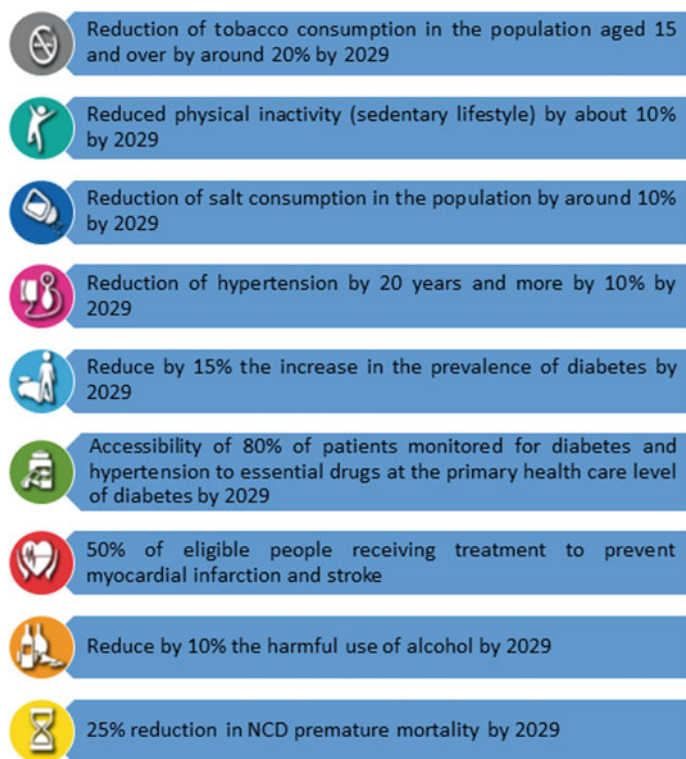 Reduction of tobacco consumption in the population aged 15
and over by around 20% by 2029
Reduced physical inactivity (sedentary lifestyle) by about 10%
by 2029
Reduction of salt consumption in the population by around 10%
by 2029
Reduction of hypertension by 20 years and more by 10% by
2029
Reduce by 15% the increase in the prevalence of diabetes by
2029
Accessibility of 80% of patients monitored for diabetes and
hypertension to essential drugs at the primary health care level
of diabetes by 2029
50% of eligible people receiving treatment to prevent
myocardial infarction and stroke
Reduce by 10% the harmful use of alcohol by 2029
25% reduction in NCD premature mortality by 2029